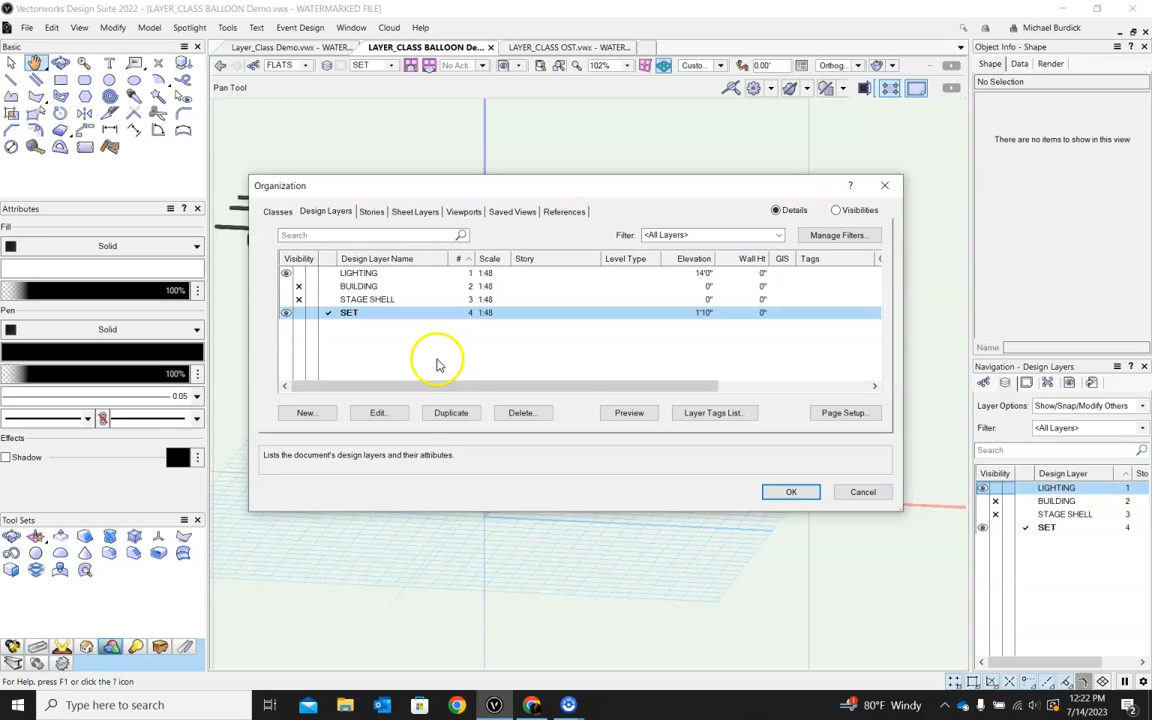 Vectorworks Design Suite 2022 - [LAYER_CLASS BALLOON Demo.vwx - WATERMARKED FILE]
File Edit View Modify Model Spotlight Tools Text Event Design Window Cloud Help
Michael Burdick
Basic
Layer_Class Demo.vwx - WATER...
LAYER_CLASS BALLOON De...
LAYER_CLASS OST.vwx - WATER...
Object Info - Shape
FLATS
SET
No Acti...
102%
Custo...
0.00°
Orthog...
Shape Data Render
Pan Tool
No Selection
There are no items to show in this view
Organization
Classes Design Layers Stories Sheet Layers Viewports Saved Views References
Details Visibilities
Search
Filter: <All Layers>
Manage Filters...
Visibility Design Layer Name # Scale Story Level Type Elevation Wall Ht GIS Tags
LIGHTING 1 1:48 14'0" 0"
BUILDING 2 1:48 0" 0"
STAGE SHELL 3 1:48 0" 0"
SET 4 1:48 1'10" 0"
New... Edit... Duplicate Delete... Preview Layer Tags List... Page Setup...
Lists the document's design layers and their attributes.
OK Cancel
Attributes
Fill
Solid
100%
Pen
Solid
100%
0.05
Effects
Shadow
Tool Sets
Name:
Navigation - Design Layers
Layer Options: Show/Snap/Modify Others
Filter: <All Layers>
Search
Visibility Design Layer Sto
LIGHTING 1
BUILDING 2
STAGE SHELL 3
SET 4
For Help, press F1 or click the ? icon
Type here to search
80°F Windy
12:22 PM
7/14/2023
2